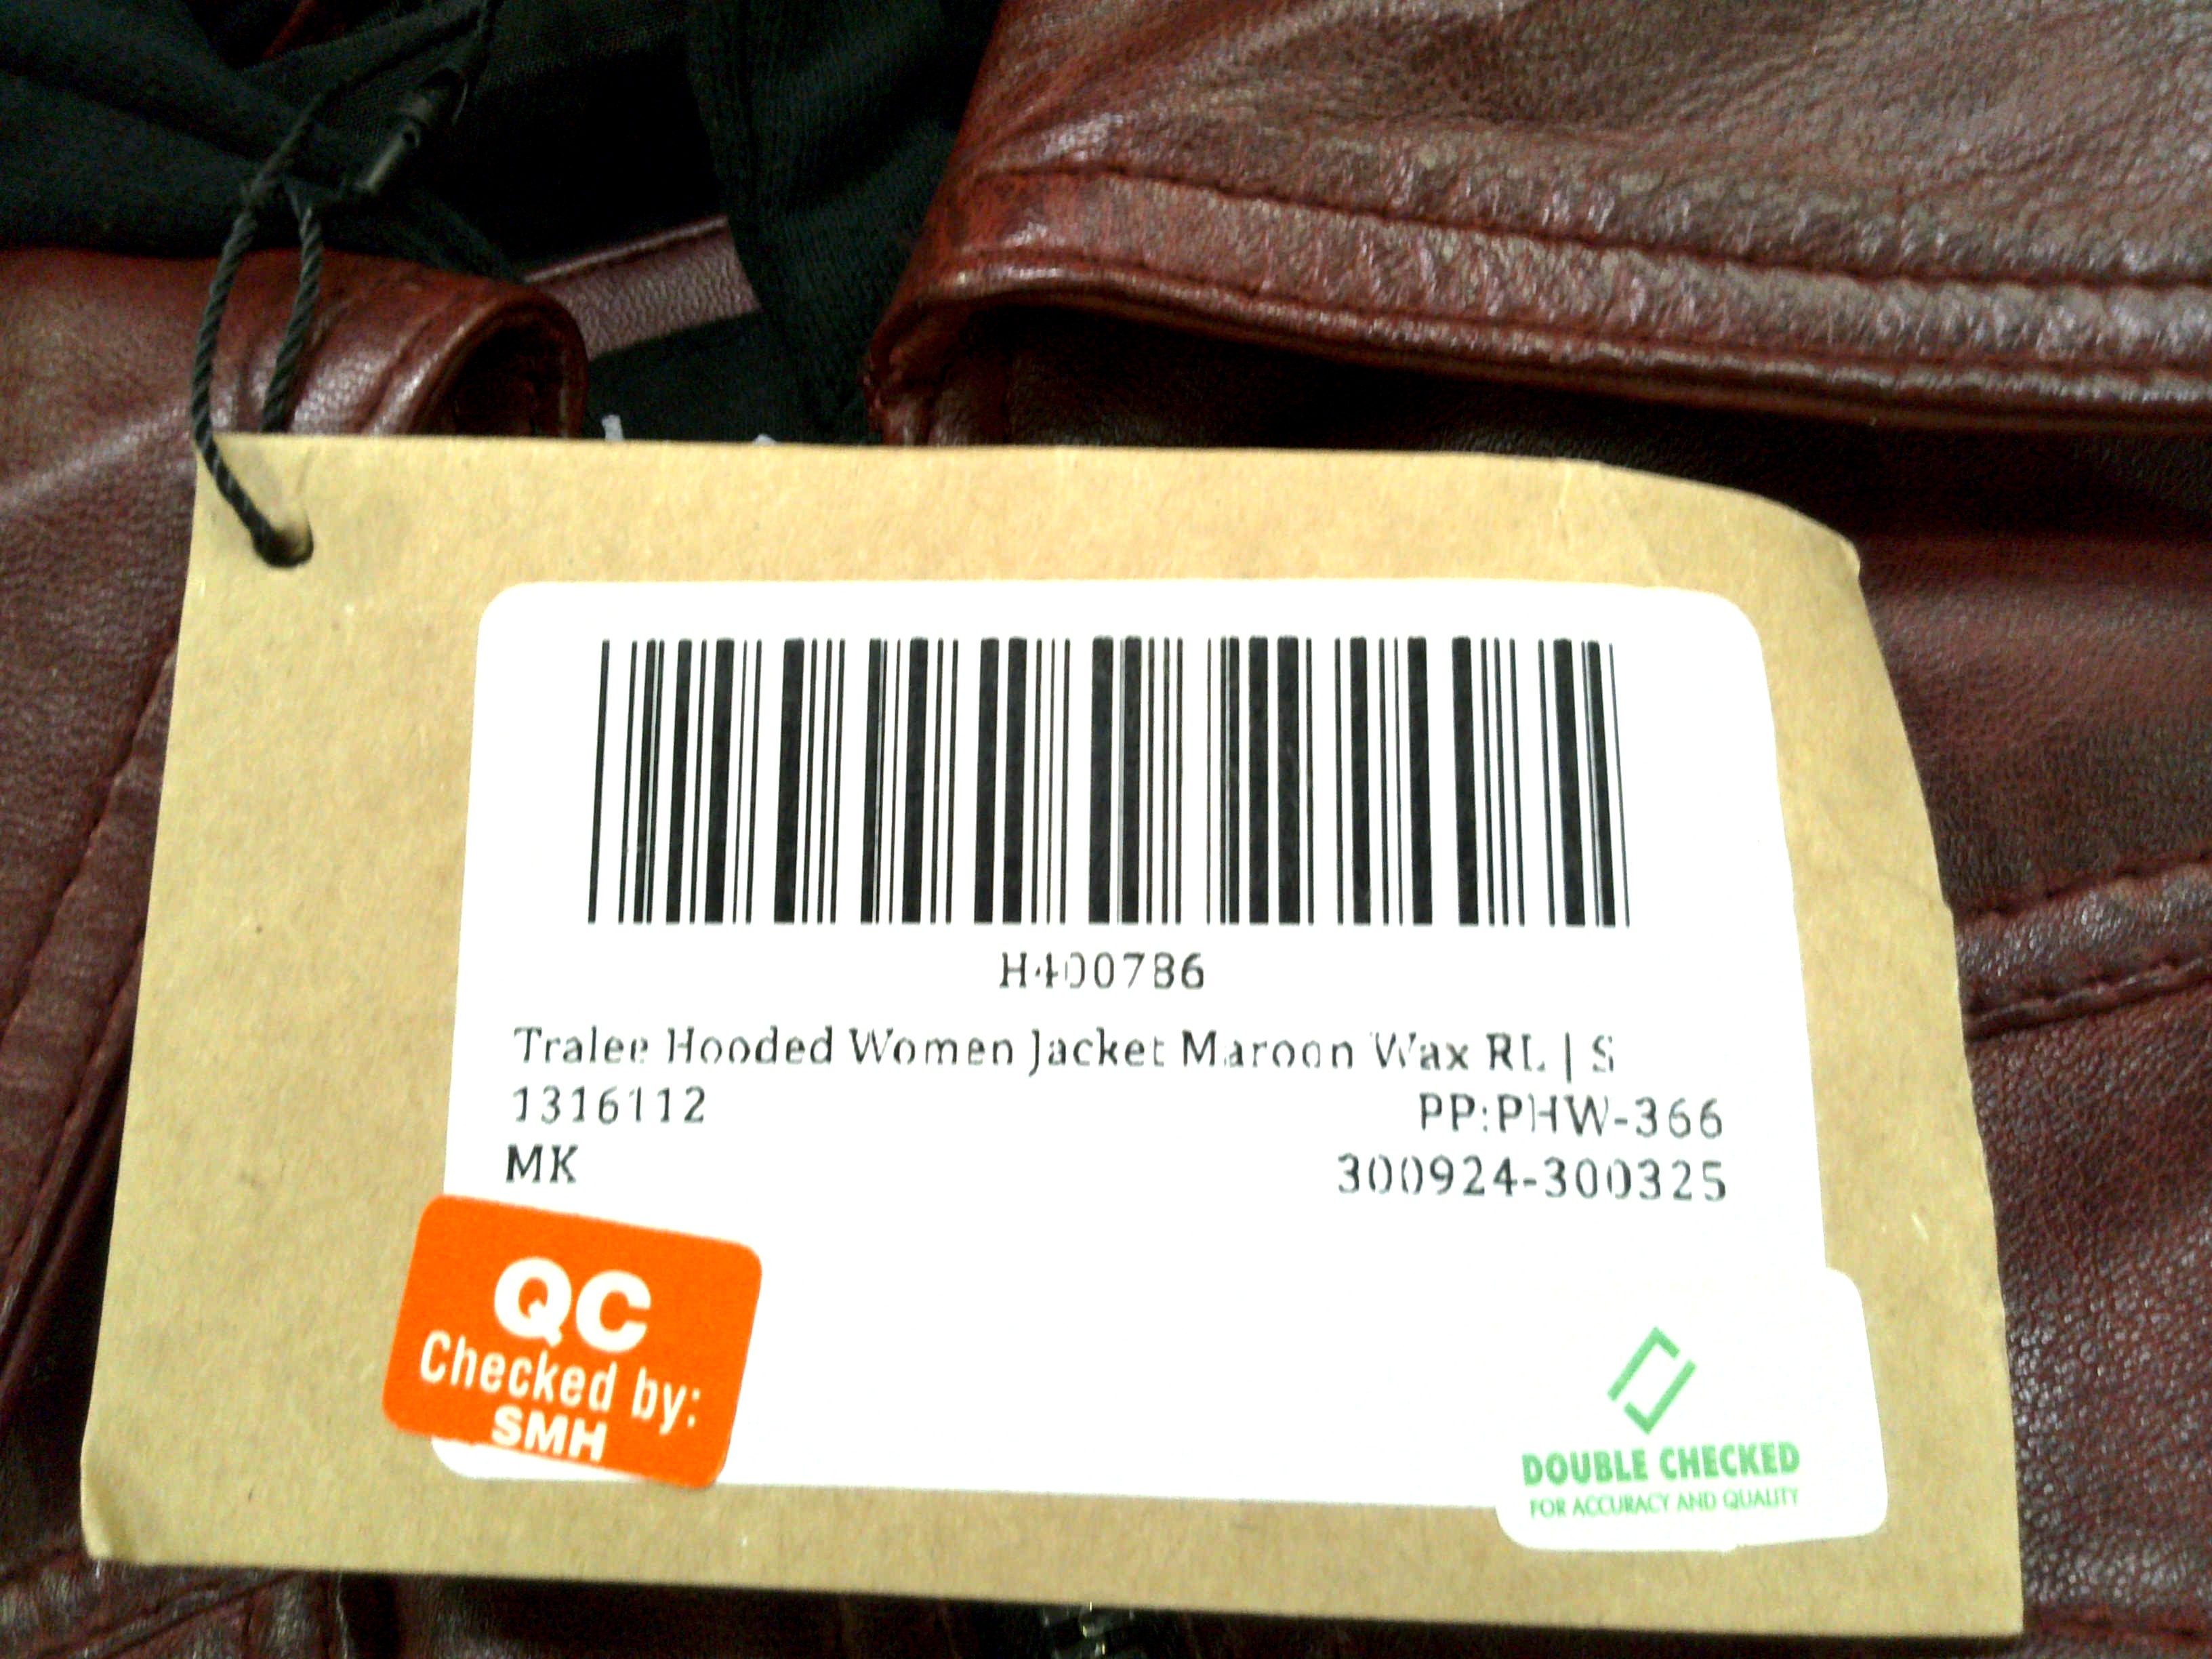 H400786
Tralee Hooded Women Jacket Maroon Wax RL | S
1316112
PP:PHW-366
MK
300924-300325
QC
Checked by:
SMH
DOUBLE CHECKED
FOR ACCURACY AND QUALITY